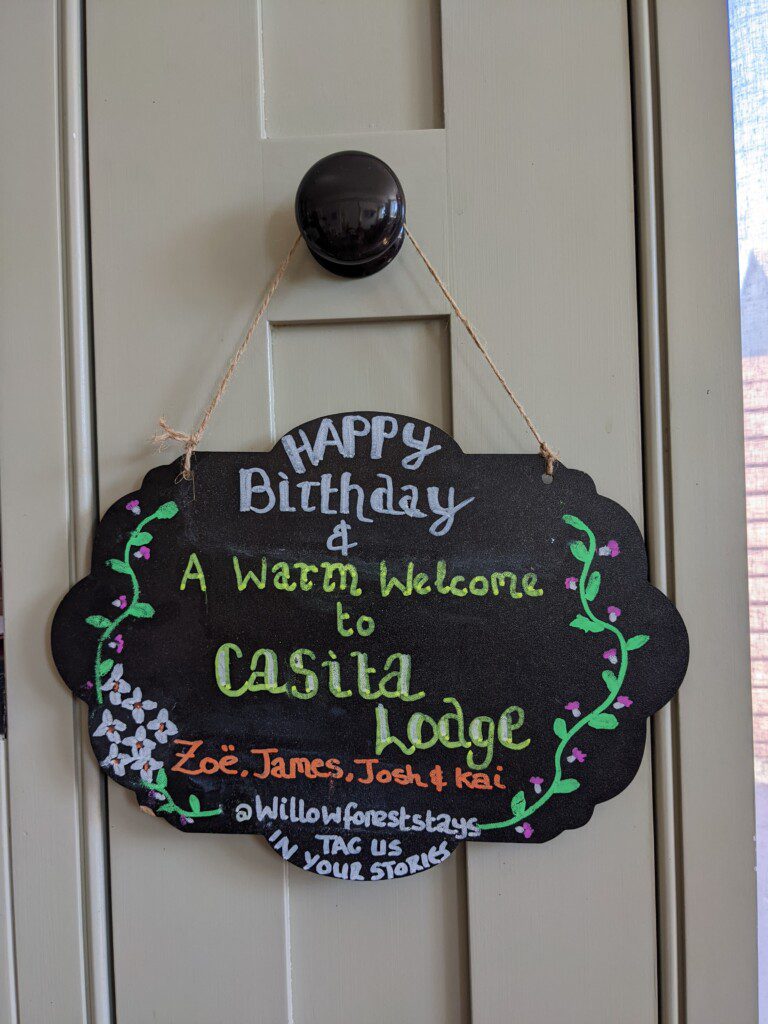 HAPPY
Birthday
&
A Warm Welcome
to
Casita
Lodge
Zoë, James, Josh & Kai
@Willowforeststays
TAG US
IN YOUR STORIES